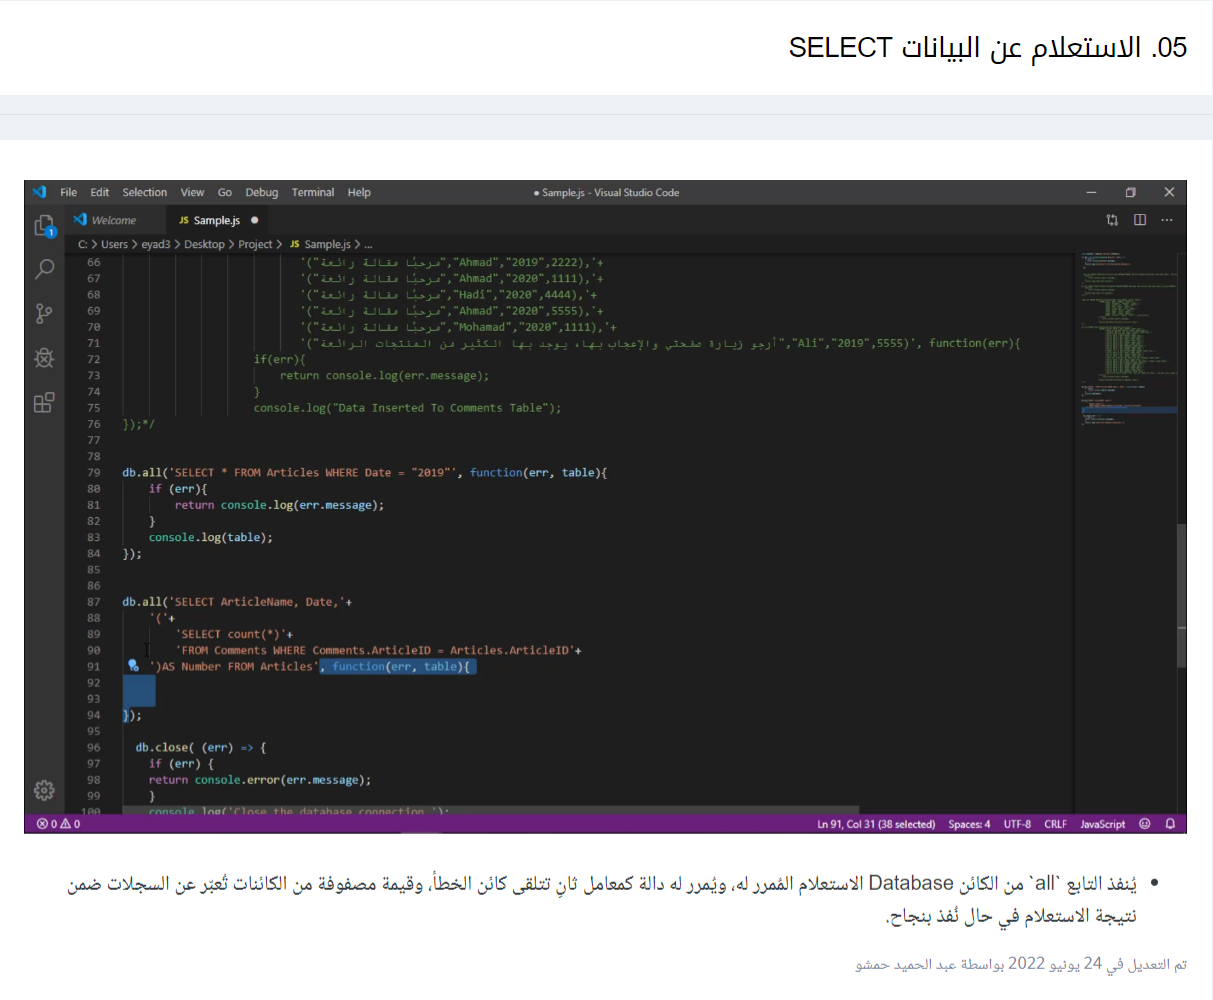 05. الاستعلام عن البيانات SELECT
File Edit Selection View Go Debug Terminal Help ● Sample.js - Visual Studio Code
Welcome JS Sample.js ●
C: > Users > eyad3 > Desktop > Project > JS Sample.js > ...
66 '("مرحبًا مقالة رائعة","Ahmad","2019",2222),'+
67 '("مرحبًا مقالة رائعة","Ahmad","2020",1111),'+
68 '("مرحبًا مقالة رائعة","Hadi","2020",4444),'+
69 '("مرحبًا مقالة رائعة","Ahmad","2020",5555),'+
70 '("مرحبًا مقالة رائعة","Mohamad","2020",1111),'+
71 '("أرجو زيارة صفحتي والإعجاب بها، يوجد بها الكثير من المنتجات الرائعة","Ali","2019",5555)', function(err){
72 if(err){
73 return console.log(err.message);
74 }
75 console.log("Data Inserted To Comments Table");
76 });*/
77
78
79 db.all('SELECT * FROM Articles WHERE Date = "2019"', function(err, table){
80 if (err){
81 return console.log(err.message);
82 }
83 console.log(table);
84 });
85
86
87 db.all('SELECT ArticleName, Date,'+
88 '('+
89 'SELECT count(*)'+
90 'FROM Comments WHERE Comments.ArticleID = Articles.ArticleID'+
91 ')AS Number FROM Articles', function(err, table){
92
93
94 });
95
96 db.close( (err) => {
97 if (err) {
98 return console.error(err.message);
99 }
100 console.log('Close the database connection.');
1
0 0 Ln 91, Col 31 (38 selected) Spaces: 4 UTF-8 CRLF JavaScript
• يُنفذ التابع `all` من الكائن Database الاستعلام المُمرر له، ويُمرر له دالة كمعامل ثانِ تتلقى كائن الخطأ، وقيمة مصفوفة من الكائنات تُعبّر عن السجلات ضمن
نتيجة الاستعلام في حال نُفذ بنجاح.
تم التعديل في 24 يونيو 2022 بواسطة عبد الحميد حمشو